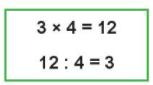 3 × 4 = 12
12 : 4 = 3